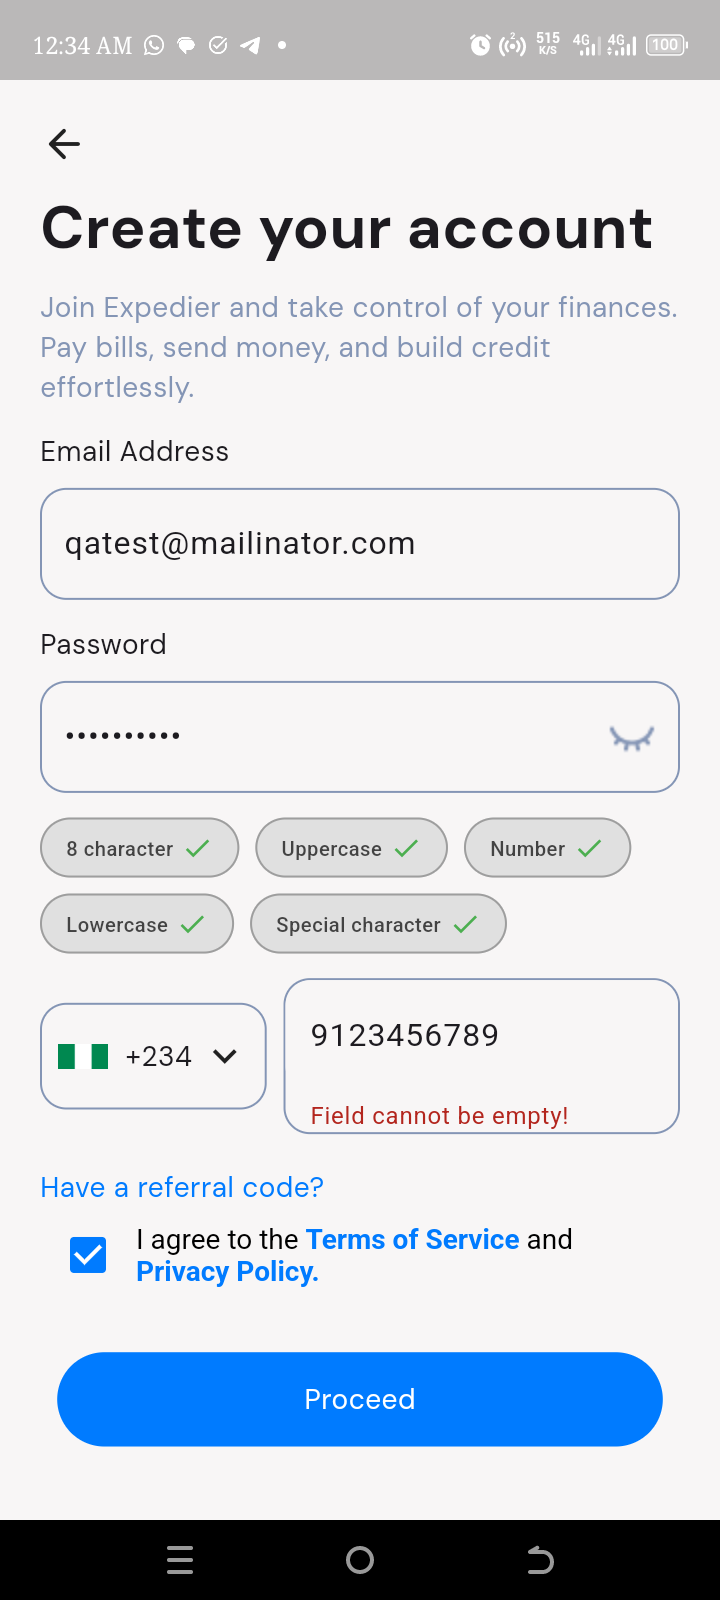 12:34 AM
2
515
K/S
4G
4G
100
Create your account
Join Expedier and take control of your finances.
Pay bills, send money, and build credit
effortlessly.
Email Address
qatest@mailinator.com
Password
••••••••••
8 character
Uppercase
Number
Lowercase
Special character
+234
9123456789
Field cannot be empty!
Have a referral code?
I agree to the Terms of Service and
Privacy Policy.
Proceed